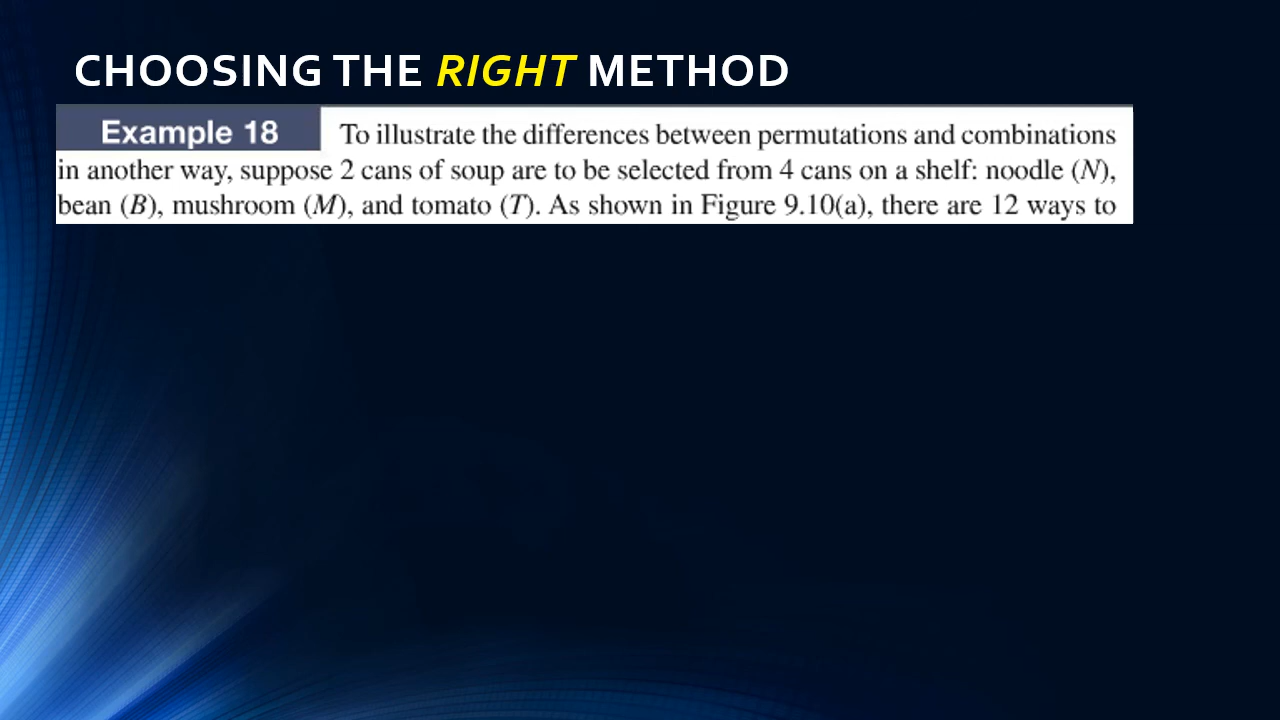 CHOOSING THE RIGHT METHOD
Example 18 To illustrate the differences between permutations and combinations
in another way, suppose 2 cans of soup are to be selected from 4 cans on a shelf: noodle (N),
bean (B), mushroom (M), and tomato (T). As shown in Figure 9.10(a), there are 12 ways to